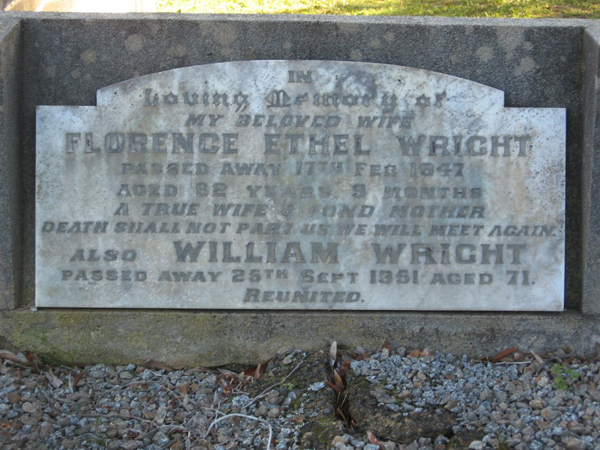 IN
Loving Memory of
MY BELOVED WIFE
FLORENCE ETHEL WRIGHT
PASSED AWAY 17TH FEB 1947
AGED 62 YEARS 9 MONTHS
A TRUE WIFE & FOND MOTHER
DEATH SHALL NOT PART US WE WILL MEET AGAIN.
ALSO WILLIAM WRIGHT
PASSED AWAY 25TH SEPT 1951 AGED 71.
REUNITED.